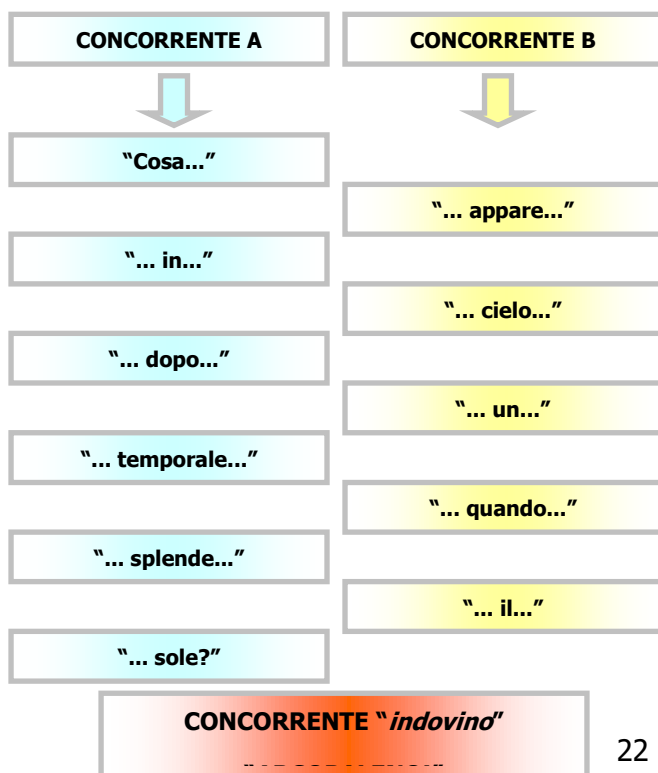 CONCORRENTE A
CONCORRENTE B
"Cosa..."
"... appare..."
"... in..."
"... cielo..."
"... dopo..."
"... un..."
"... temporale..."
"... quando..."
"... splende..."
"... il..."
"... sole?"
CONCORRENTE "indovino"
22